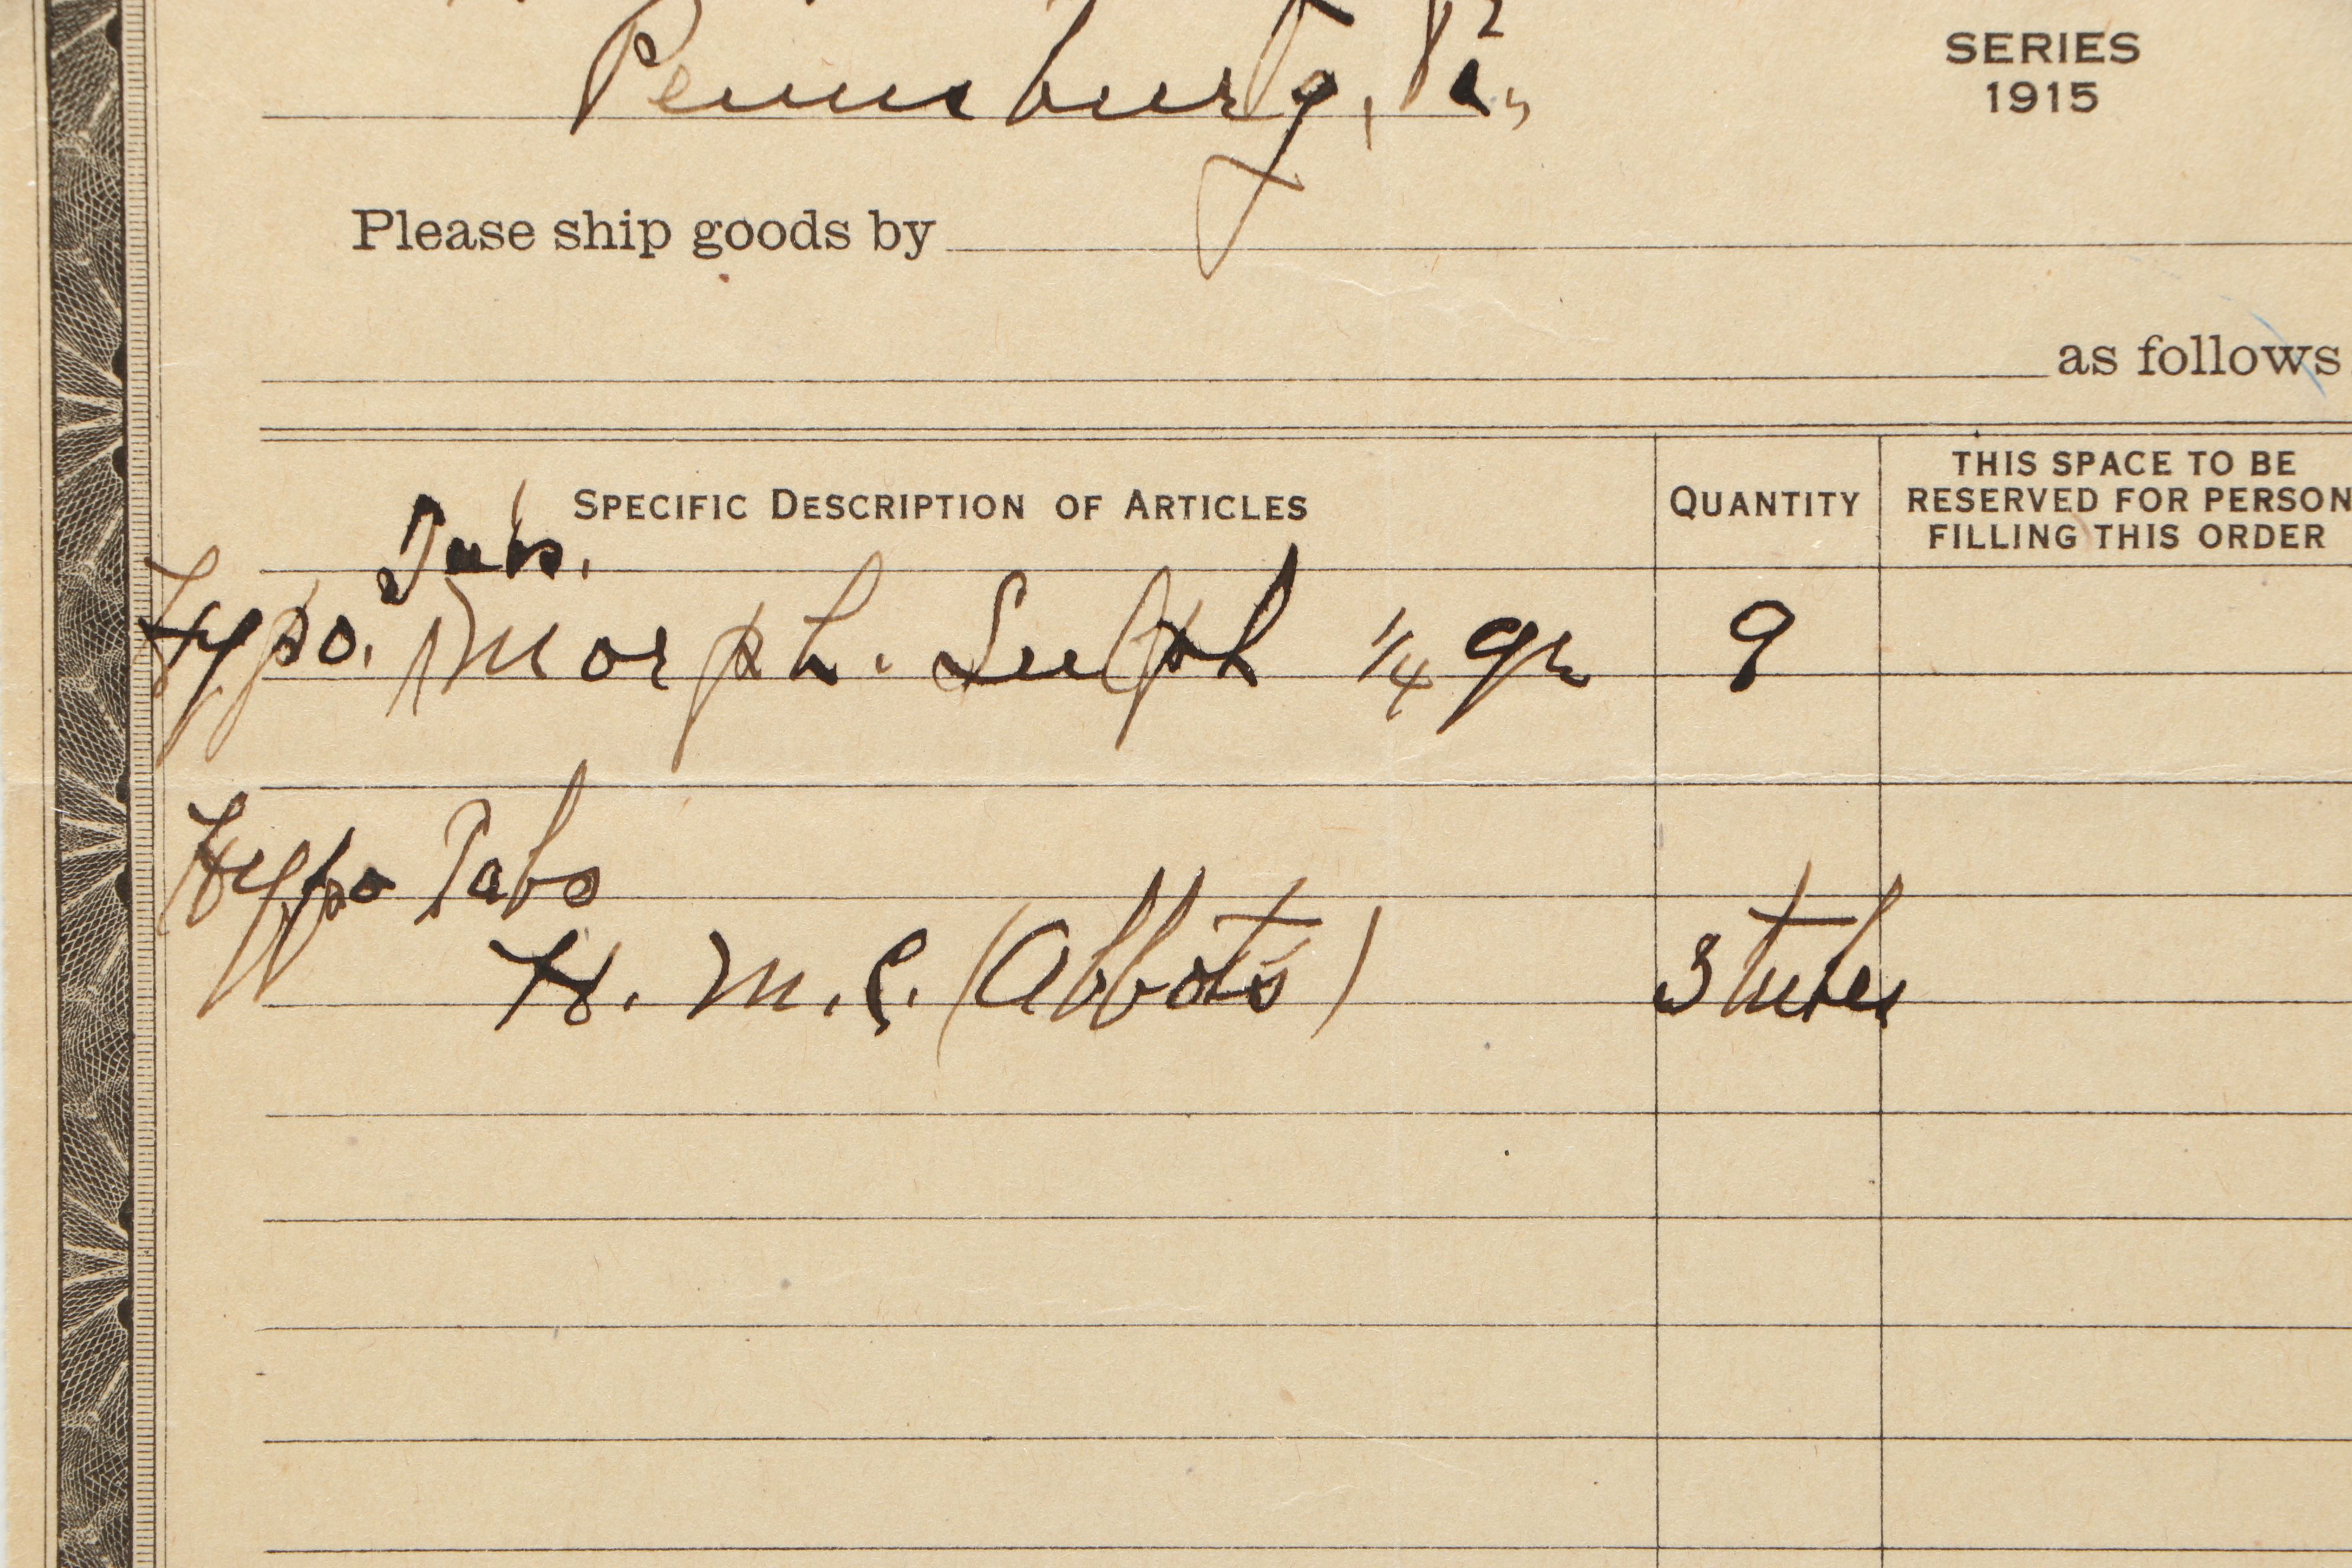 Pennsburg, Pa,
SERIES
1915
Please ship goods by
as follows
SPECIFIC DESCRIPTION OF ARTICLES
QUANTITY
THIS SPACE TO BE
RESERVED FOR PERSON
FILLING THIS ORDER
Tabs.
Hypo. Morph. Sulph 1/4 gr 9
Hypo Tabs
H. M. C. (Abbots) 3 tubes